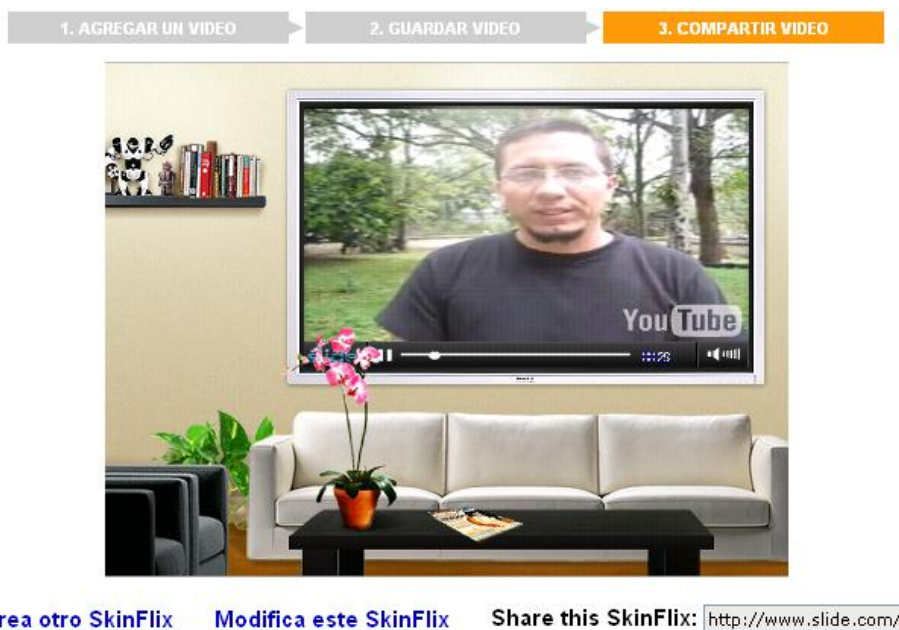 1. AGREGAR UN VIDEO
2. GUARDAR VIDEO
3. COMPARTIR VIDEO
YouTube
rea otro SkinFlix
Modifica este SkinFlix
Share this SkinFlix: http://www.slide.com/